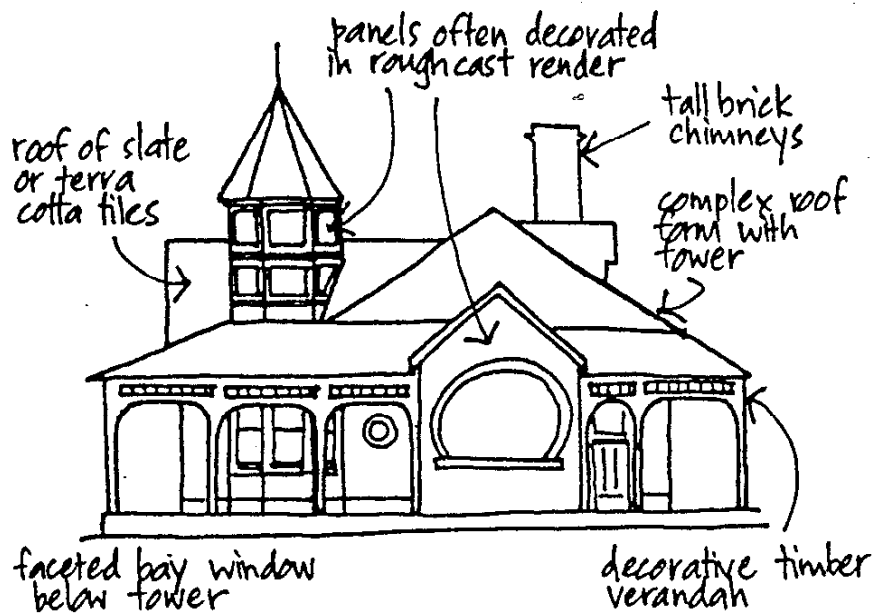 panels often decorated
in roughcast render
tall brick
chimneys
roof of slate
or terra
cotta tiles
complex roof
form with
tower
faceted bay window
below tower
decorative timber
verandah